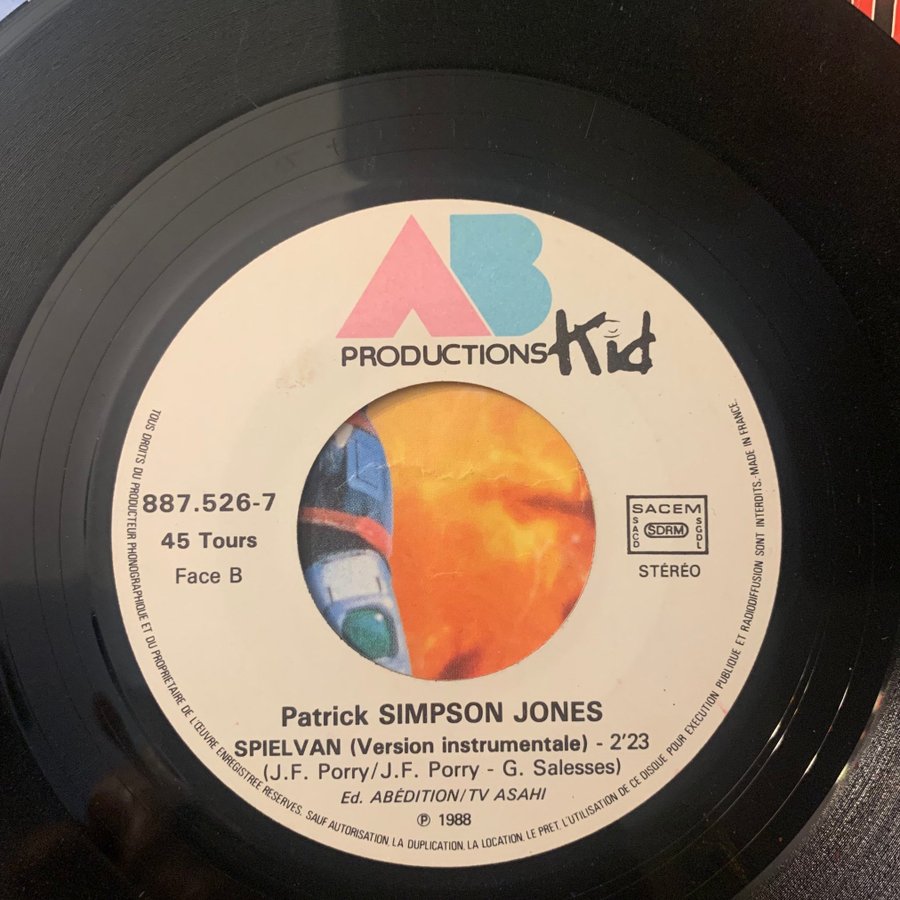 AB
PRODUCTIONS Kid
887.526-7
45 Tours
Face B
SACEM
SACD
SDRM
SGDL
STÉRÉO
Patrick SIMPSON JONES
SPIELVAN (Version instrumentale) - 2'23
(J.F. Porry/J.F. Porry - G. Salesses)
Ed. ABÉDITION/TV ASAHI
℗ 1988
TOUS DROITS DU PRODUCTEUR PHONOGRAPHIQUE ET DU PROPRIETAIRE DE L'ŒUVRE ENREGISTREE RESERVES. SAUF AUTORISATION, LA DUPLICATION, LA LOCATION, LE PRET, L'UTILISATION DE CE DISQUE POUR EXECUTION PUBLIQUE ET RADIODIFFUSION SONT INTERDITS.-MADE IN FRANCE.